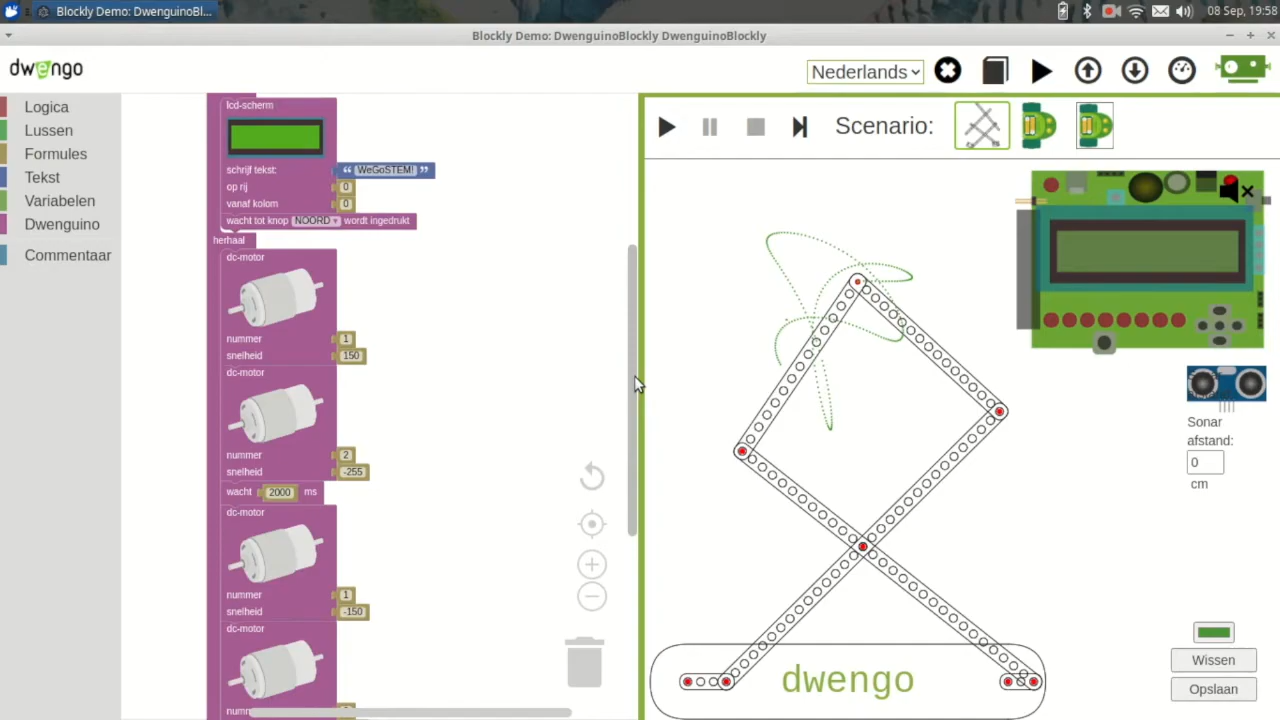 Blockly Demo: DwenguinoBl...
08 Sep, 19:58
Blockly Demo: DwenguinoBlockly DwenguinoBlockly
dwengo
Nederlands
Logica
Lussen
Formules
Tekst
Variabelen
Dwenguino
Commentaar
lcd-scherm
schrijf tekst: “ WeGoSTEM! ”
op rij 0
vanaf kolom 0
wacht tot knop NOORD wordt ingedrukt
herhaal
dc-motor
nummer 1
snelheid 150
dc-motor
nummer 2
snelheid -255
wacht 2000 ms
dc-motor
nummer 1
snelheid -150
dc-motor
Scenario:
Sonar
afstand:
0
cm
dwengo
Wissen
Opslaan